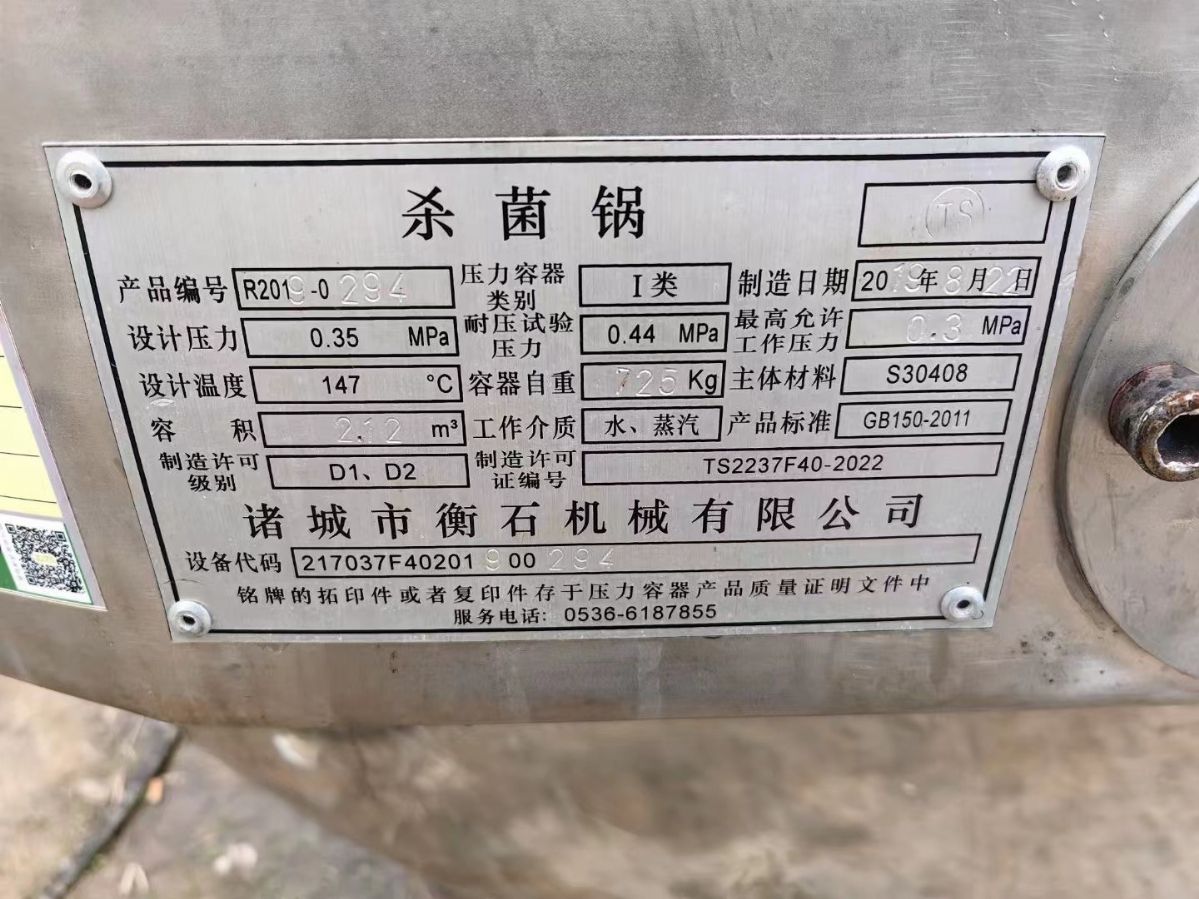 杀菌锅
TS
产品编号 R2019-0294 压力容器类别 I类 制造日期 2019年8月22日
设计压力 0.35 MPa 耐压试验压力 0.44 MPa 最高允许工作压力 0.3 MPa
设计温度 147 °C 容器自重 725 Kg 主体材料 S30408
容积 2.12 m³ 工作介质 水、蒸汽 产品标准 GB150-2011
制造许可级别 D1、D2 制造许可证编号 TS2237F40-2022
诸城市衡石机械有限公司
设备代码 217037F40201900294
铭牌的拓印件或者复印件存于压力容器产品质量证明文件中
服务电话: 0536-6187855